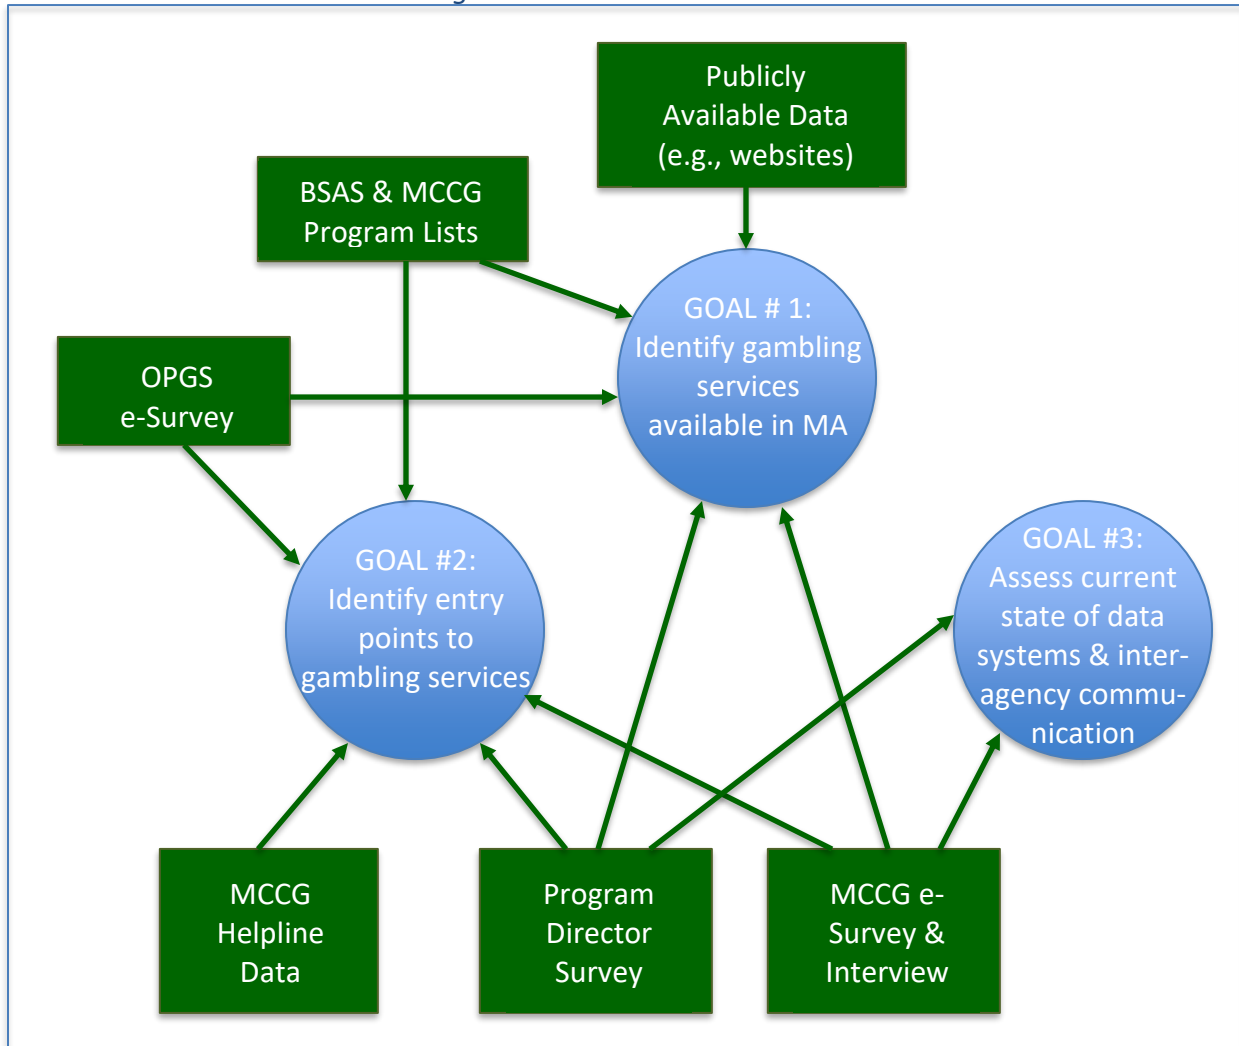 Publicly
Available Data
(e.g., websites)
BSAS & MCCG
Program Lists
GOAL # 1:
Identify gambling
services
available in MA
OPGS
e-Survey
GOAL #2:
Identify entry
points to
gambling services
GOAL #3:
Assess current
state of data
systems & inter-
agency commu-
nication
MCCG
Helpline
Data
Program
Director
Survey
MCCG e-
Survey &
Interview